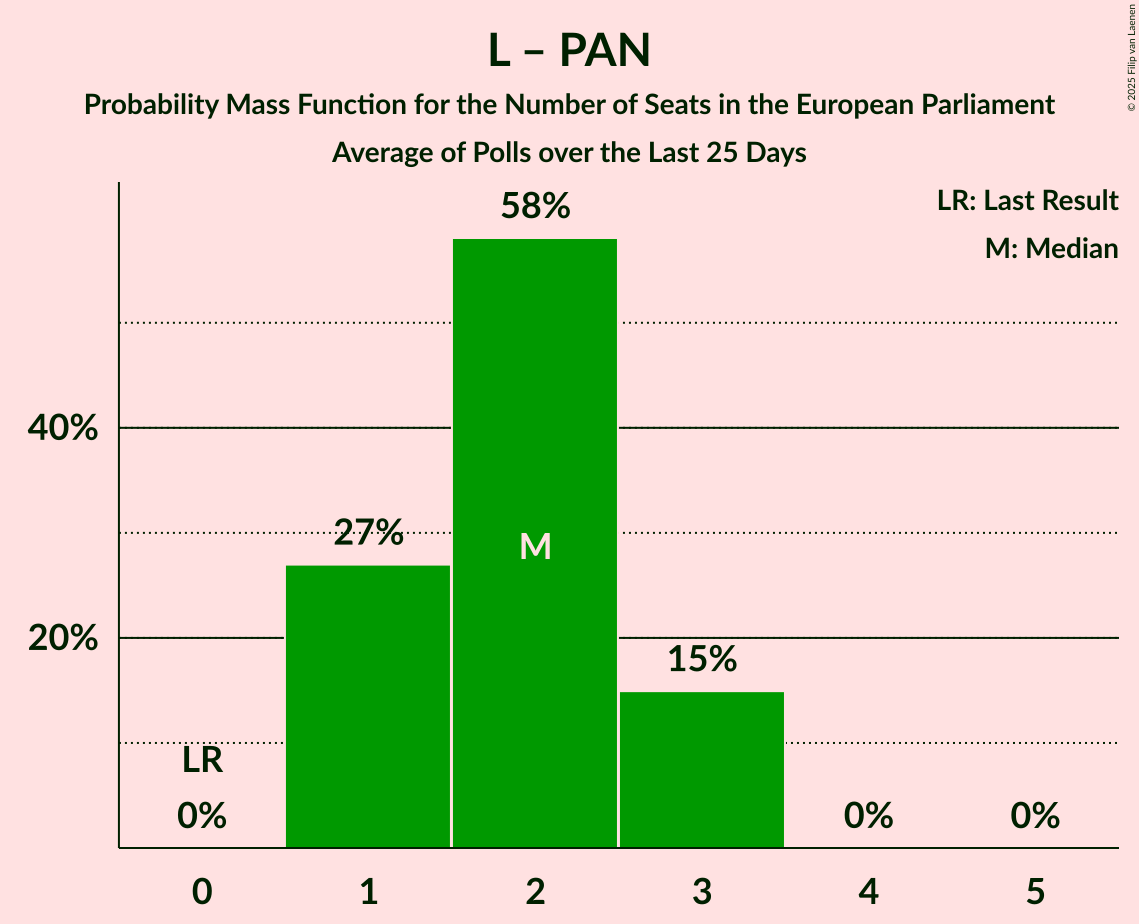 L – PAN
Probability Mass Function for the Number of Seats in the European Parliament
Average of Polls over the Last 25 Days
© 2025 Filip van Laenen
LR: Last Result
M: Median
58%
40%
27%
M
20%
15%
LR
0%
0%
0%
0
1
2
3
4
5